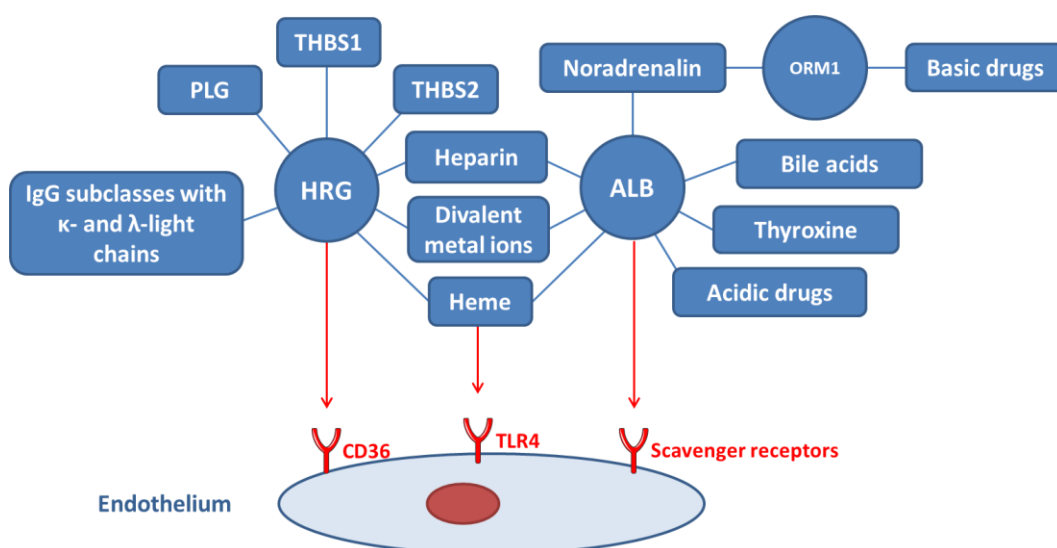 THBS1
Noradrenalin
ORM1
Basic drugs
PLG
THBS2
Heparin
Bile acids
HRG
ALB
IgG subclasses with
κ- and λ-light
chains
Divalent
metal ions
Thyroxine
Heme
Acidic drugs
CD36
TLR4
Scavenger receptors
Endothelium